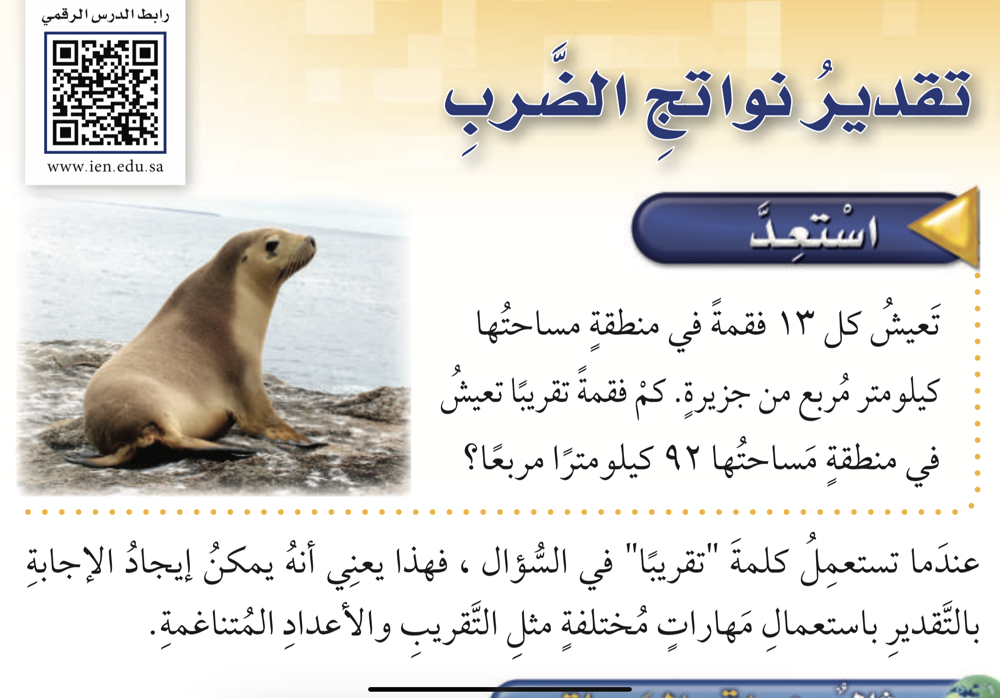 رابط الدرس الرقمي
www.ien.edu.sa
تقديرُ نواتجِ الضَّربِ
اسْتعِدَّ
تَعيشُ كل ١٣ فقمةً في منطقةٍ مساحتُها
كيلومتر مُربع من جزيرةٍ. كمْ فقمةً تقريبًا تعيشُ
في منطقةٍ مَساحتُها ٩٢ كيلومترًا مربعًا؟
عندَما تستعمِلُ كلمةَ "تقريبًا" في السُّؤال ، فهذا يعنِي أنهُ يمكنُ إيجادُ الإجابةِ
بالتَّقديرِ باستعمالِ مَهاراتٍ مُختلفةٍ مثلِ التَّقريبِ والأعدادِ المُتناغمةِ.